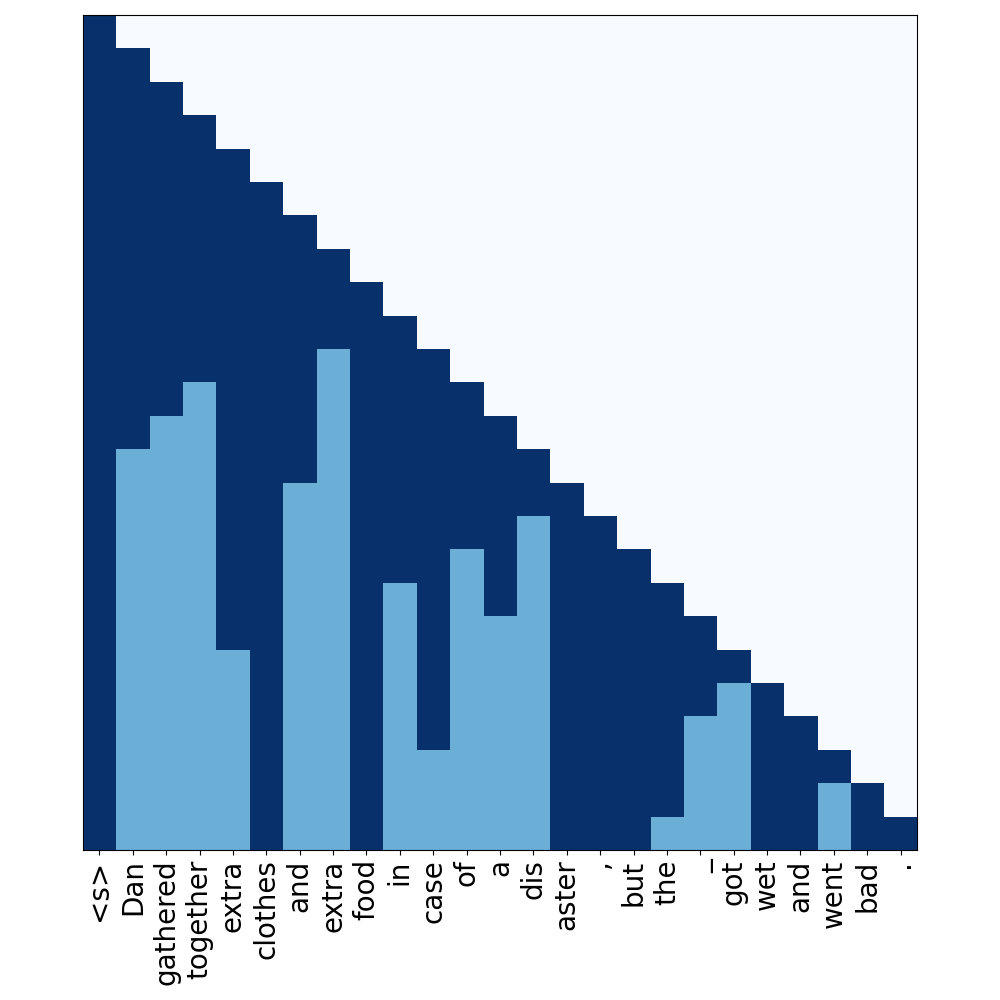 <s> Dan gathered together extra clothes and extra food in case of a dis aster , but the _ got wet and went bad .